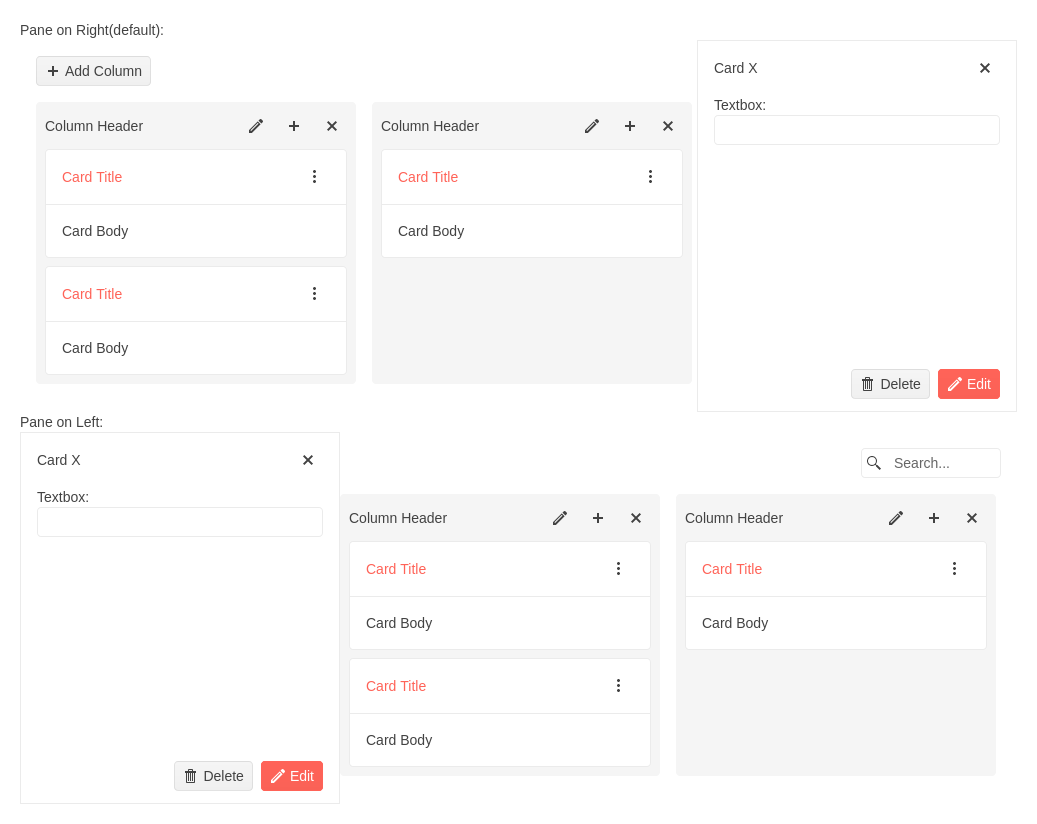 Pane on Right(default):
Add Column
Column Header
Card Title
Card Body
Card Title
Card Body
Column Header
Card Title
Card Body
Card X
Textbox:
Delete
Edit
Pane on Left:
Card X
Textbox:
Delete
Edit
Search...
Column Header
Card Title
Card Body
Card Title
Card Body
Column Header
Card Title
Card Body